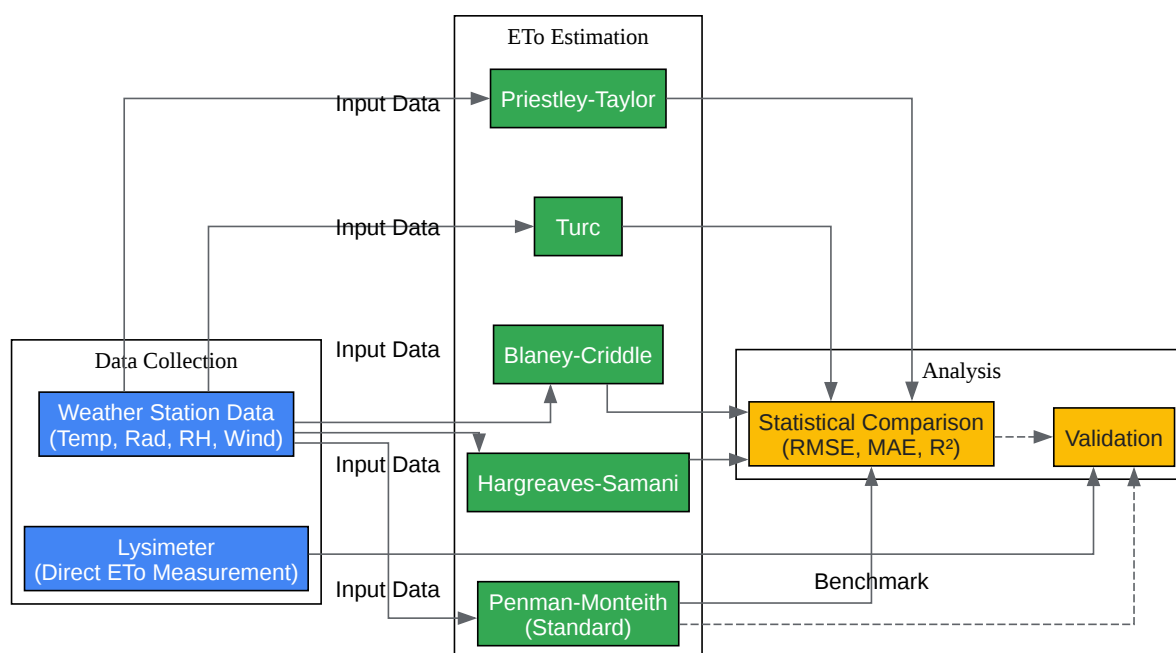 ETo Estimation
Priestley-Taylor
Input Data
Turc
Input Data
Blaney-Criddle
Input Data
Data Collection
Weather Station Data
(Temp, Rad, RH, Wind)
Input Data
Hargreaves-Samani
Analysis
Statistical Comparison
(RMSE, MAE, R²)
Validation
Lysimeter
(Direct ETo Measurement)
Input Data
Penman-Monteith
(Standard)
Benchmark